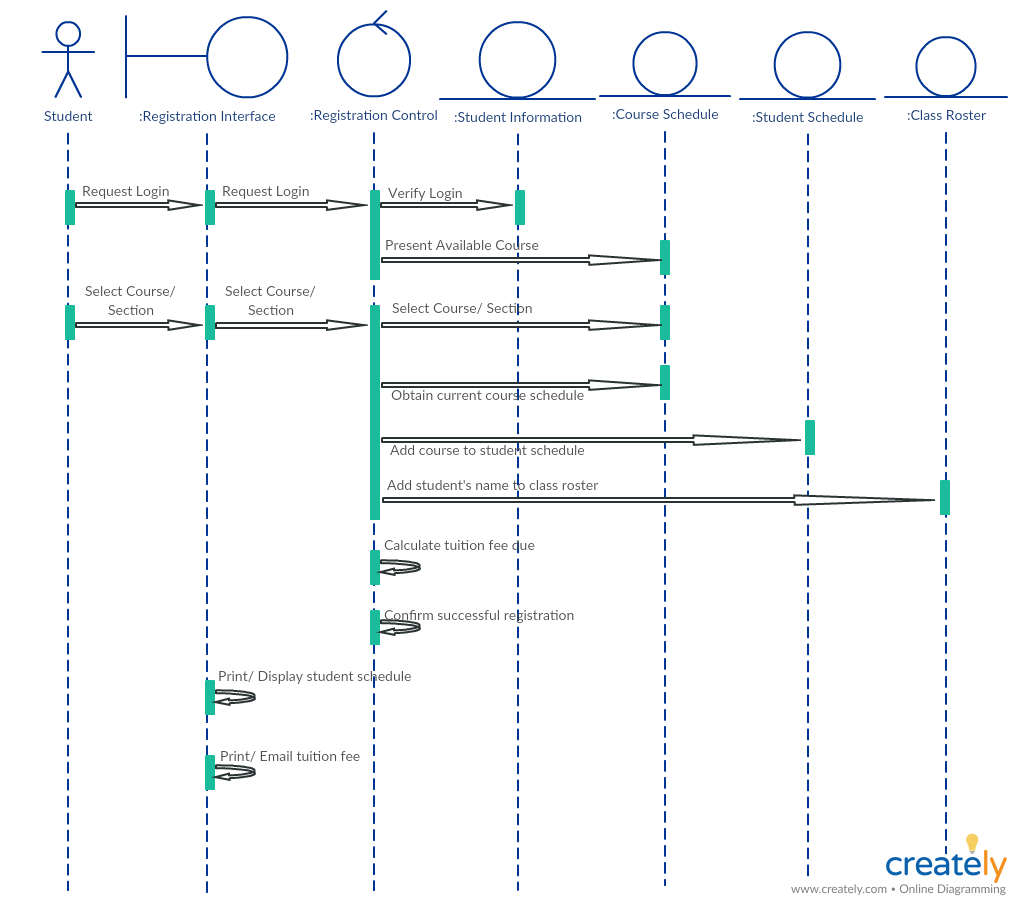 Student
:Registration Interface
:Registration Control
:Student Information
:Course Schedule
:Student Schedule
:Class Roster
Request Login
Request Login
Verify Login
Present Available Course
Select Course/
Section
Select Course/
Section
Select Course/ Section
Obtain current course schedule
Add course to student schedule
Add student's name to class roster
Calculate tuition fee due
Confirm successful registration
Print/ Display student schedule
Print/ Email tuition fee
creately
www.creately.com • Online Diagramming